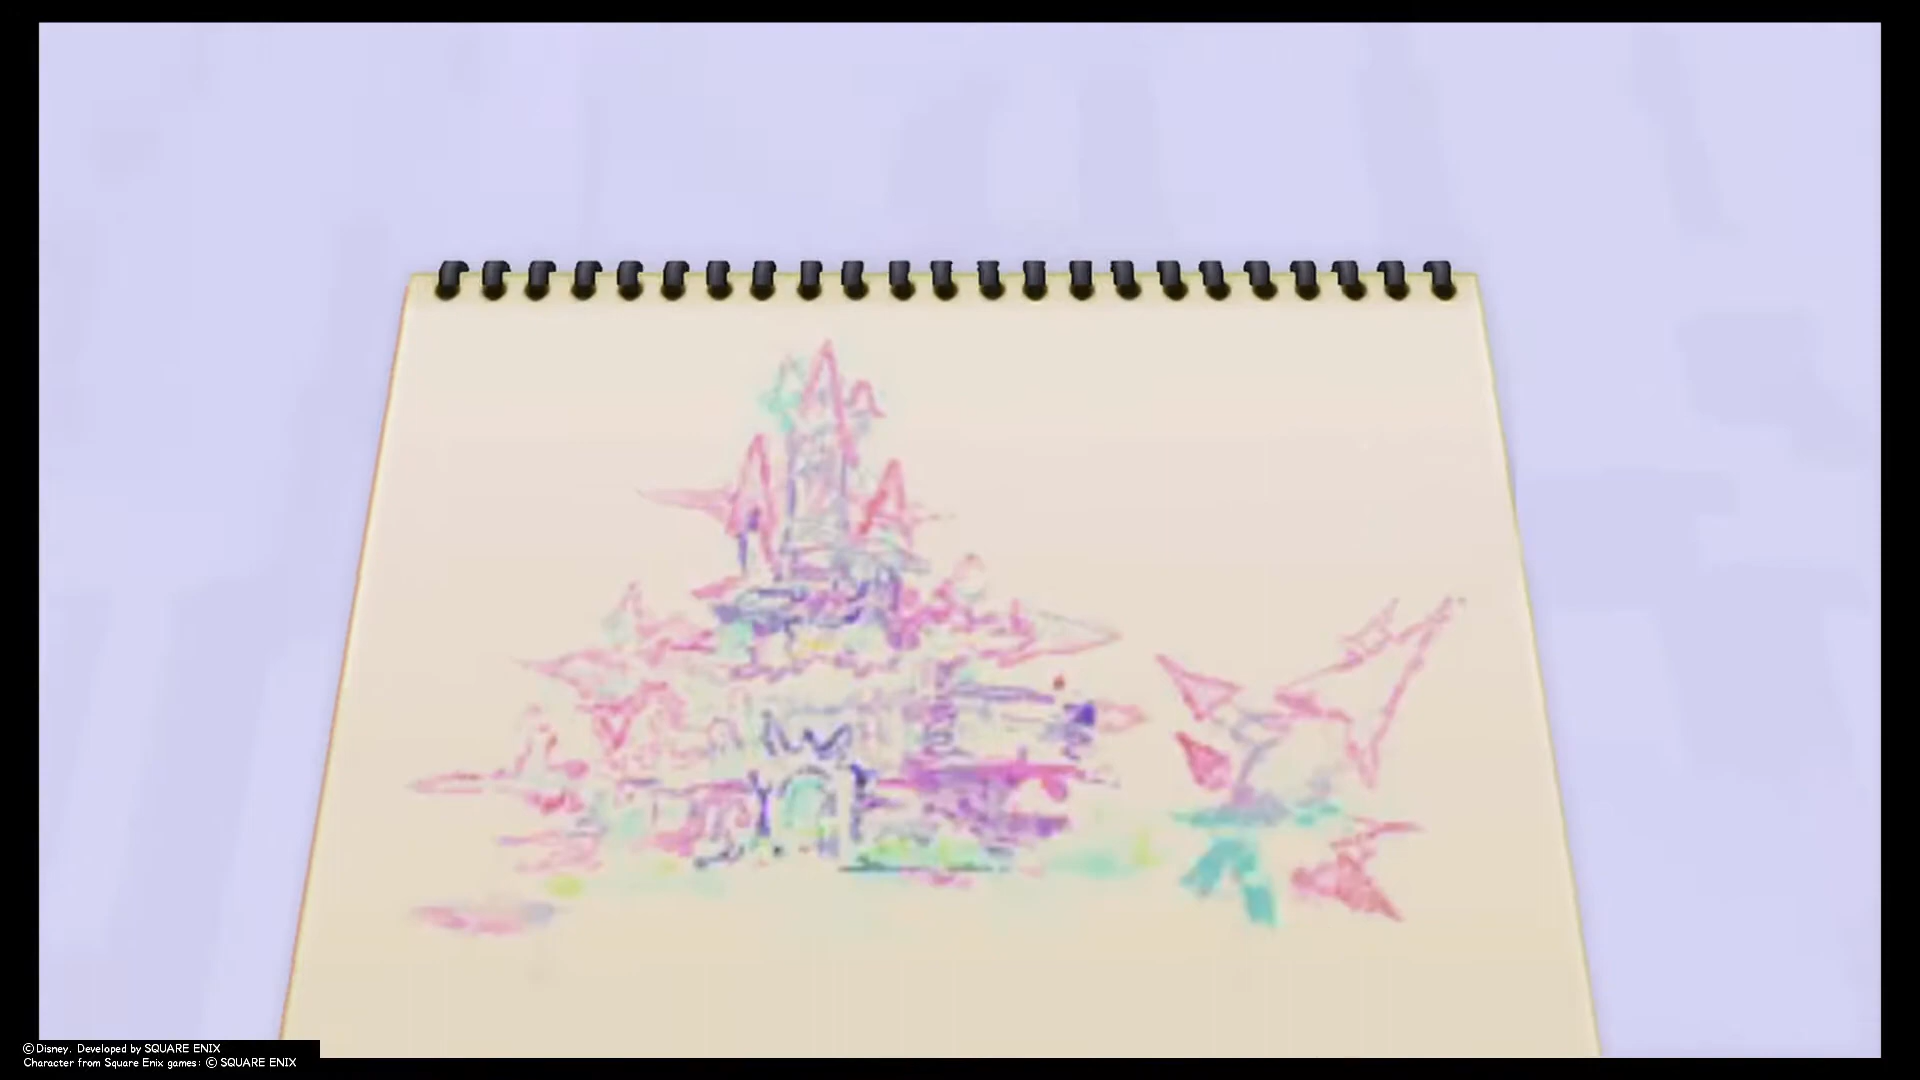 ©Disney. Developed by SQUARE ENIX
Character from Square Enix games: © SQUARE ENIX